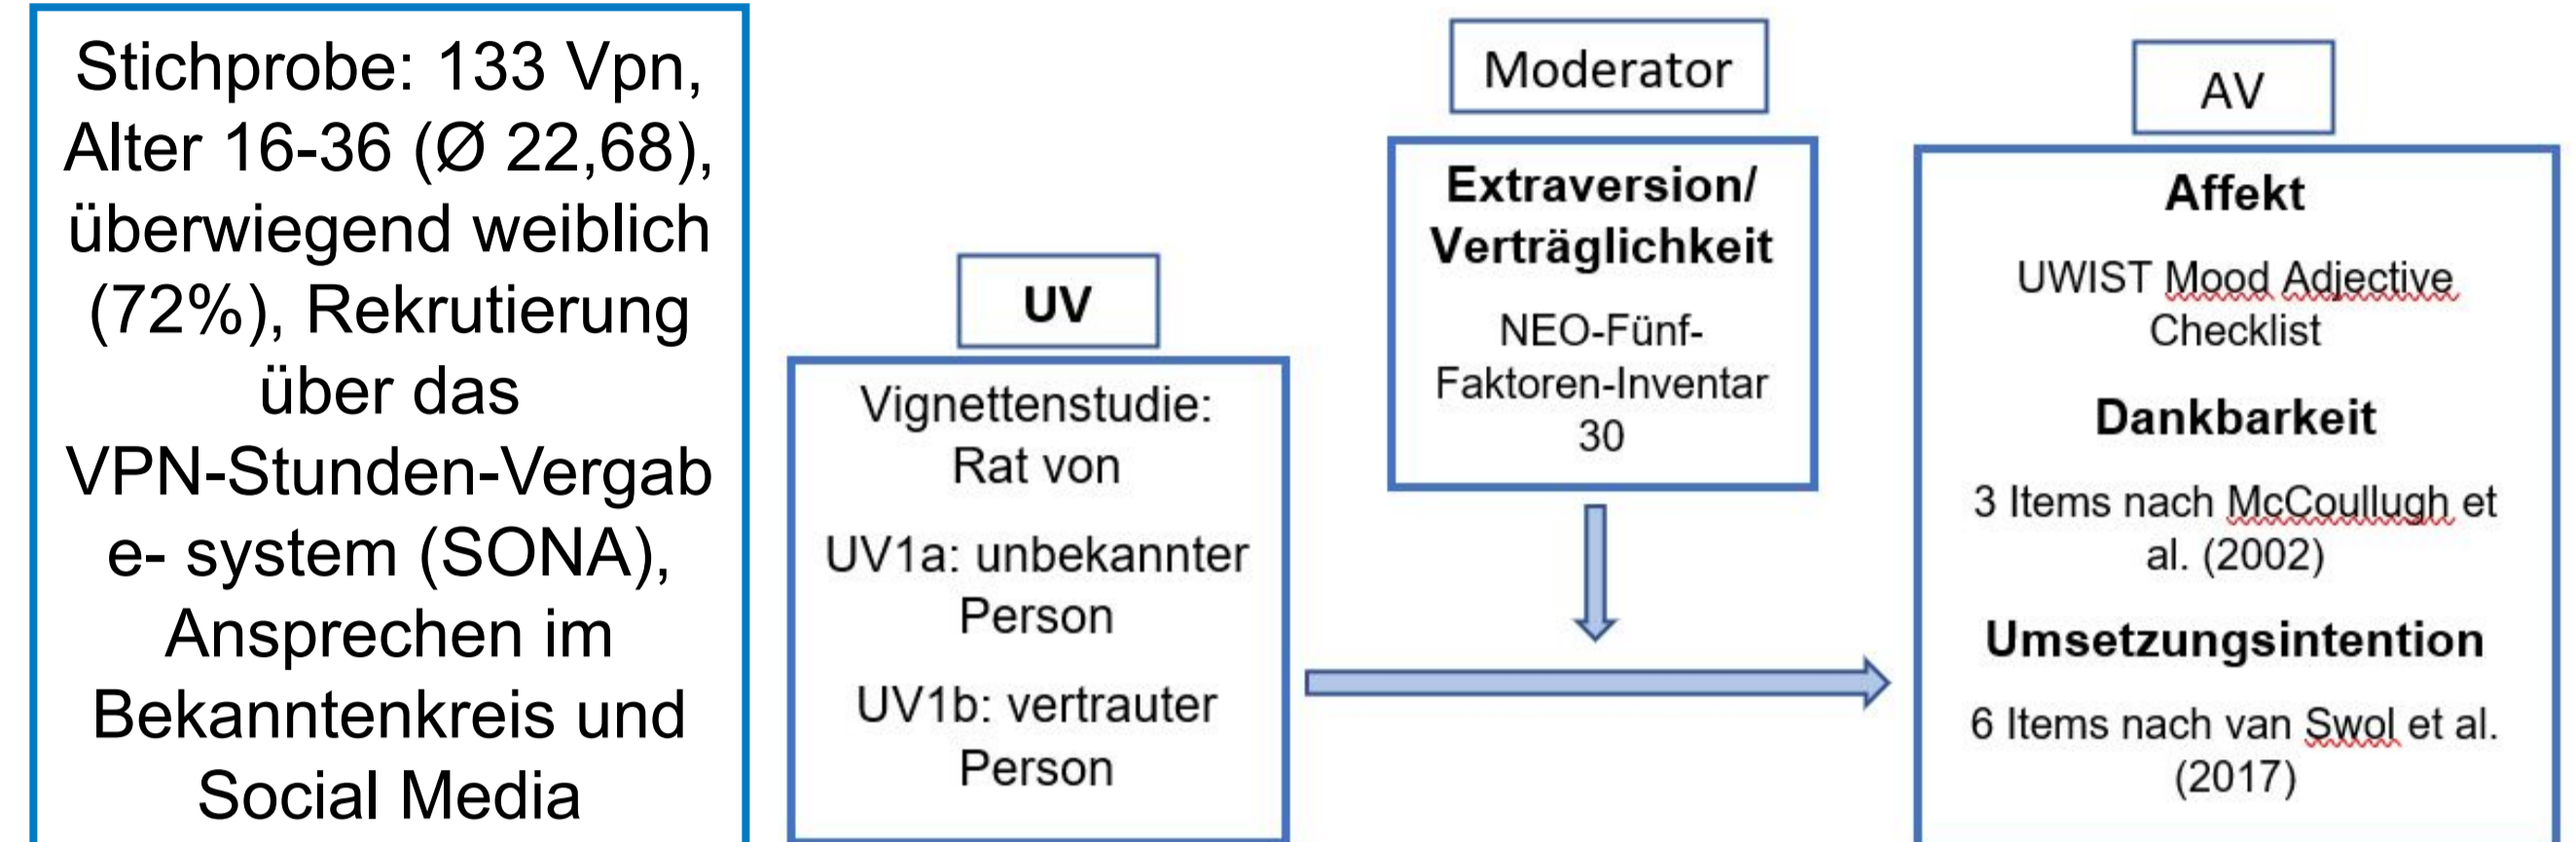 Stichprobe: 133 Vpn,
Alter 16-36 (Ø 22,68),
überwiegend weiblich
(72%), Rekrutierung
über das
VPN-Stunden-Vergab
e- system (SONA),
Ansprechen im
Bekanntenkreis und
Social Media
UV
Vignettenstudie:
Rat von
UV1a: unbekannter
Person
UV1b: vertrauter
Person
Moderator
Extraversion/
Verträglichkeit
NEO-Fünf-
Faktoren-Inventar
30
AV
Affekt
UWIST Mood Adjective
Checklist
Dankbarkeit
3 Items nach McCoullugh et
al. (2002)
Umsetzungsintention
6 Items nach van Swol et al.
(2017)